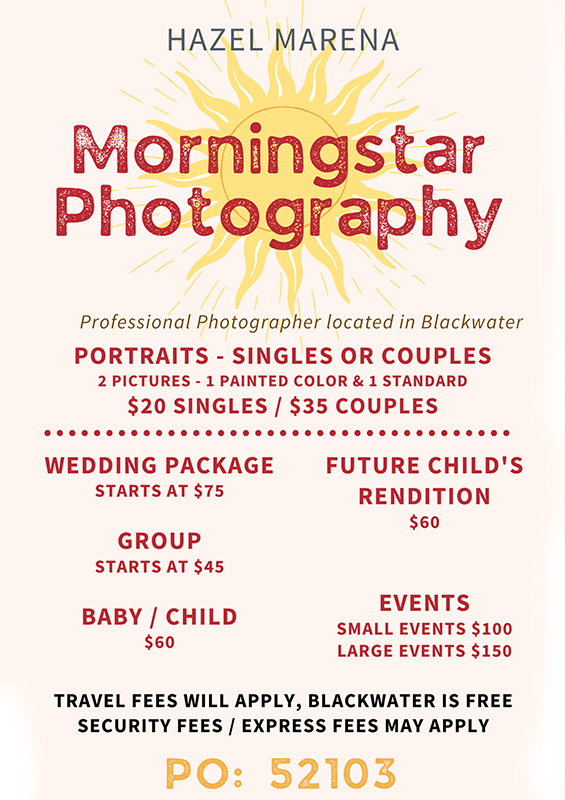 HAZEL MARENA
Morningstar
Photography
Professional Photographer located in Blackwater
PORTRAITS - SINGLES OR COUPLES
2 PICTURES - 1 PAINTED COLOR & 1 STANDARD
$20 SINGLES / $35 COUPLES
WEDDING PACKAGE
STARTS AT $75
GROUP
STARTS AT $45
BABY / CHILD
$60
FUTURE CHILD'S
RENDITION
$60
EVENTS
SMALL EVENTS $100
LARGE EVENTS $150
TRAVEL FEES WILL APPLY, BLACKWATER IS FREE
SECURITY FEES / EXPRESS FEES MAY APPLY
PO: 52103